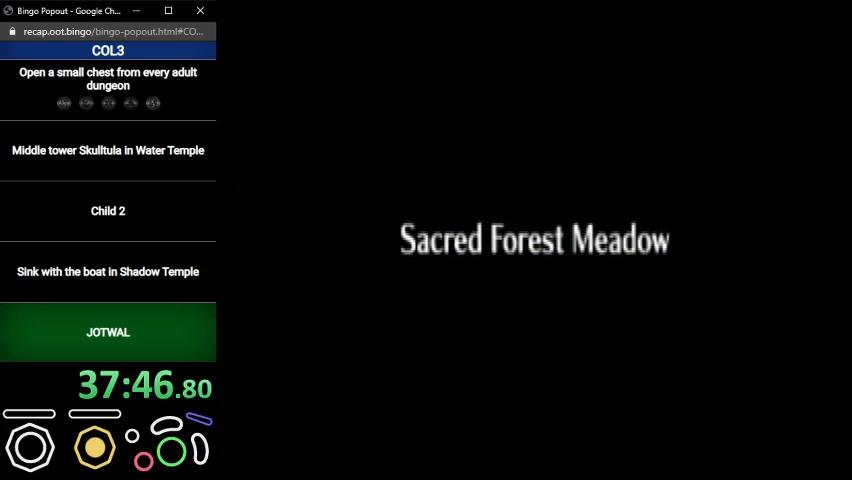 Bingo Popout - Google Ch...
recap.oot.bingo/bingo-popout.html#CO...
COL3
Open a small chest from every adult
dungeon
Middle tower Skulltula in Water Temple
Child 2
Sink with the boat in Shadow Temple
JOTWAL
37:46.80
Sacred Forest Meadow